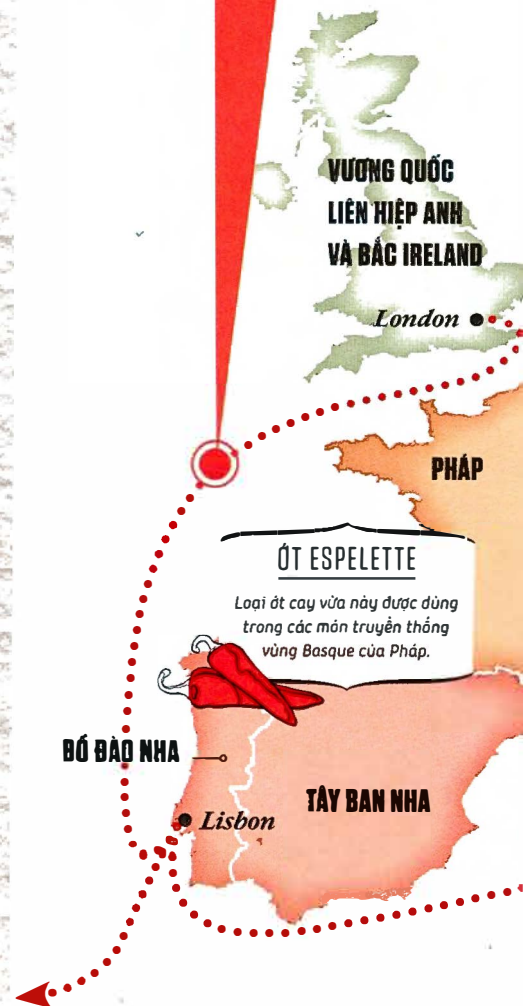 VƯƠNG QUỐC
LIÊN HIỆP ANH
VÀ BẮC IRELAND
London
PHÁP
ỚT ESPELETTE
Loại ớt cay vừa này được dùng
trong các món truyền thống
vùng Basque của Pháp.
BỒ ĐÀO NHA
TÂY BAN NHA
Lisbon